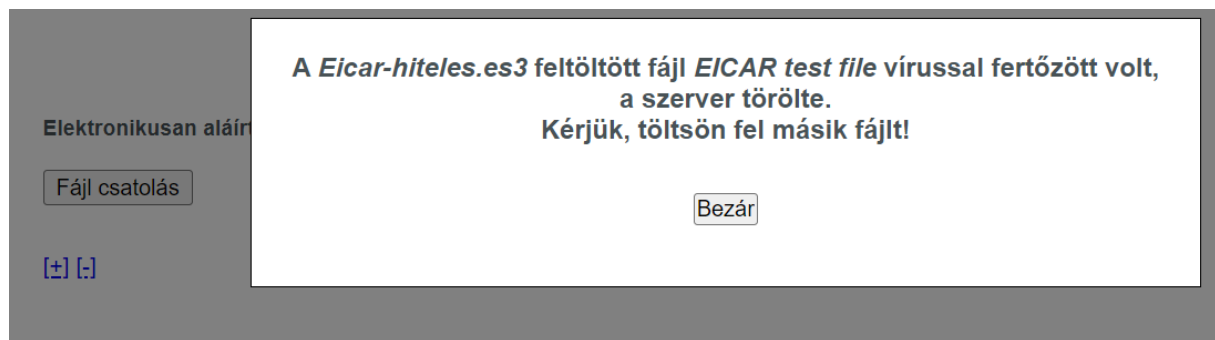 A Eicar-hiteles.es3 feltöltött fájl EICAR test file vírussal fertőzött volt,
a szerver törölte.
Kérjük, töltsön fel másik fájlt!
Bezár
Elektronikusan aláírt
Fájl csatolás
[+] [-]